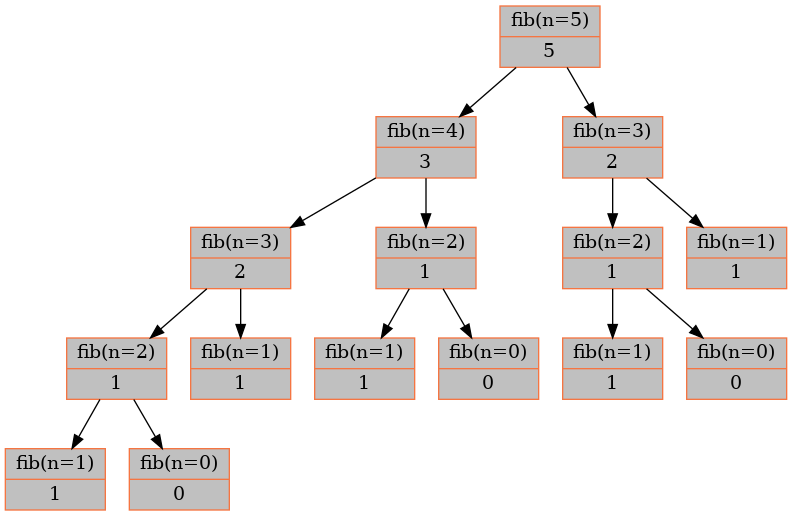 fib(n=5)
5
fib(n=4)
3
fib(n=3)
2
fib(n=3)
2
fib(n=2)
1
fib(n=2)
1
fib(n=1)
1
fib(n=2)
1
fib(n=1)
1
fib(n=1)
1
fib(n=0)
0
fib(n=1)
1
fib(n=0)
0
fib(n=1)
1
fib(n=0)
0